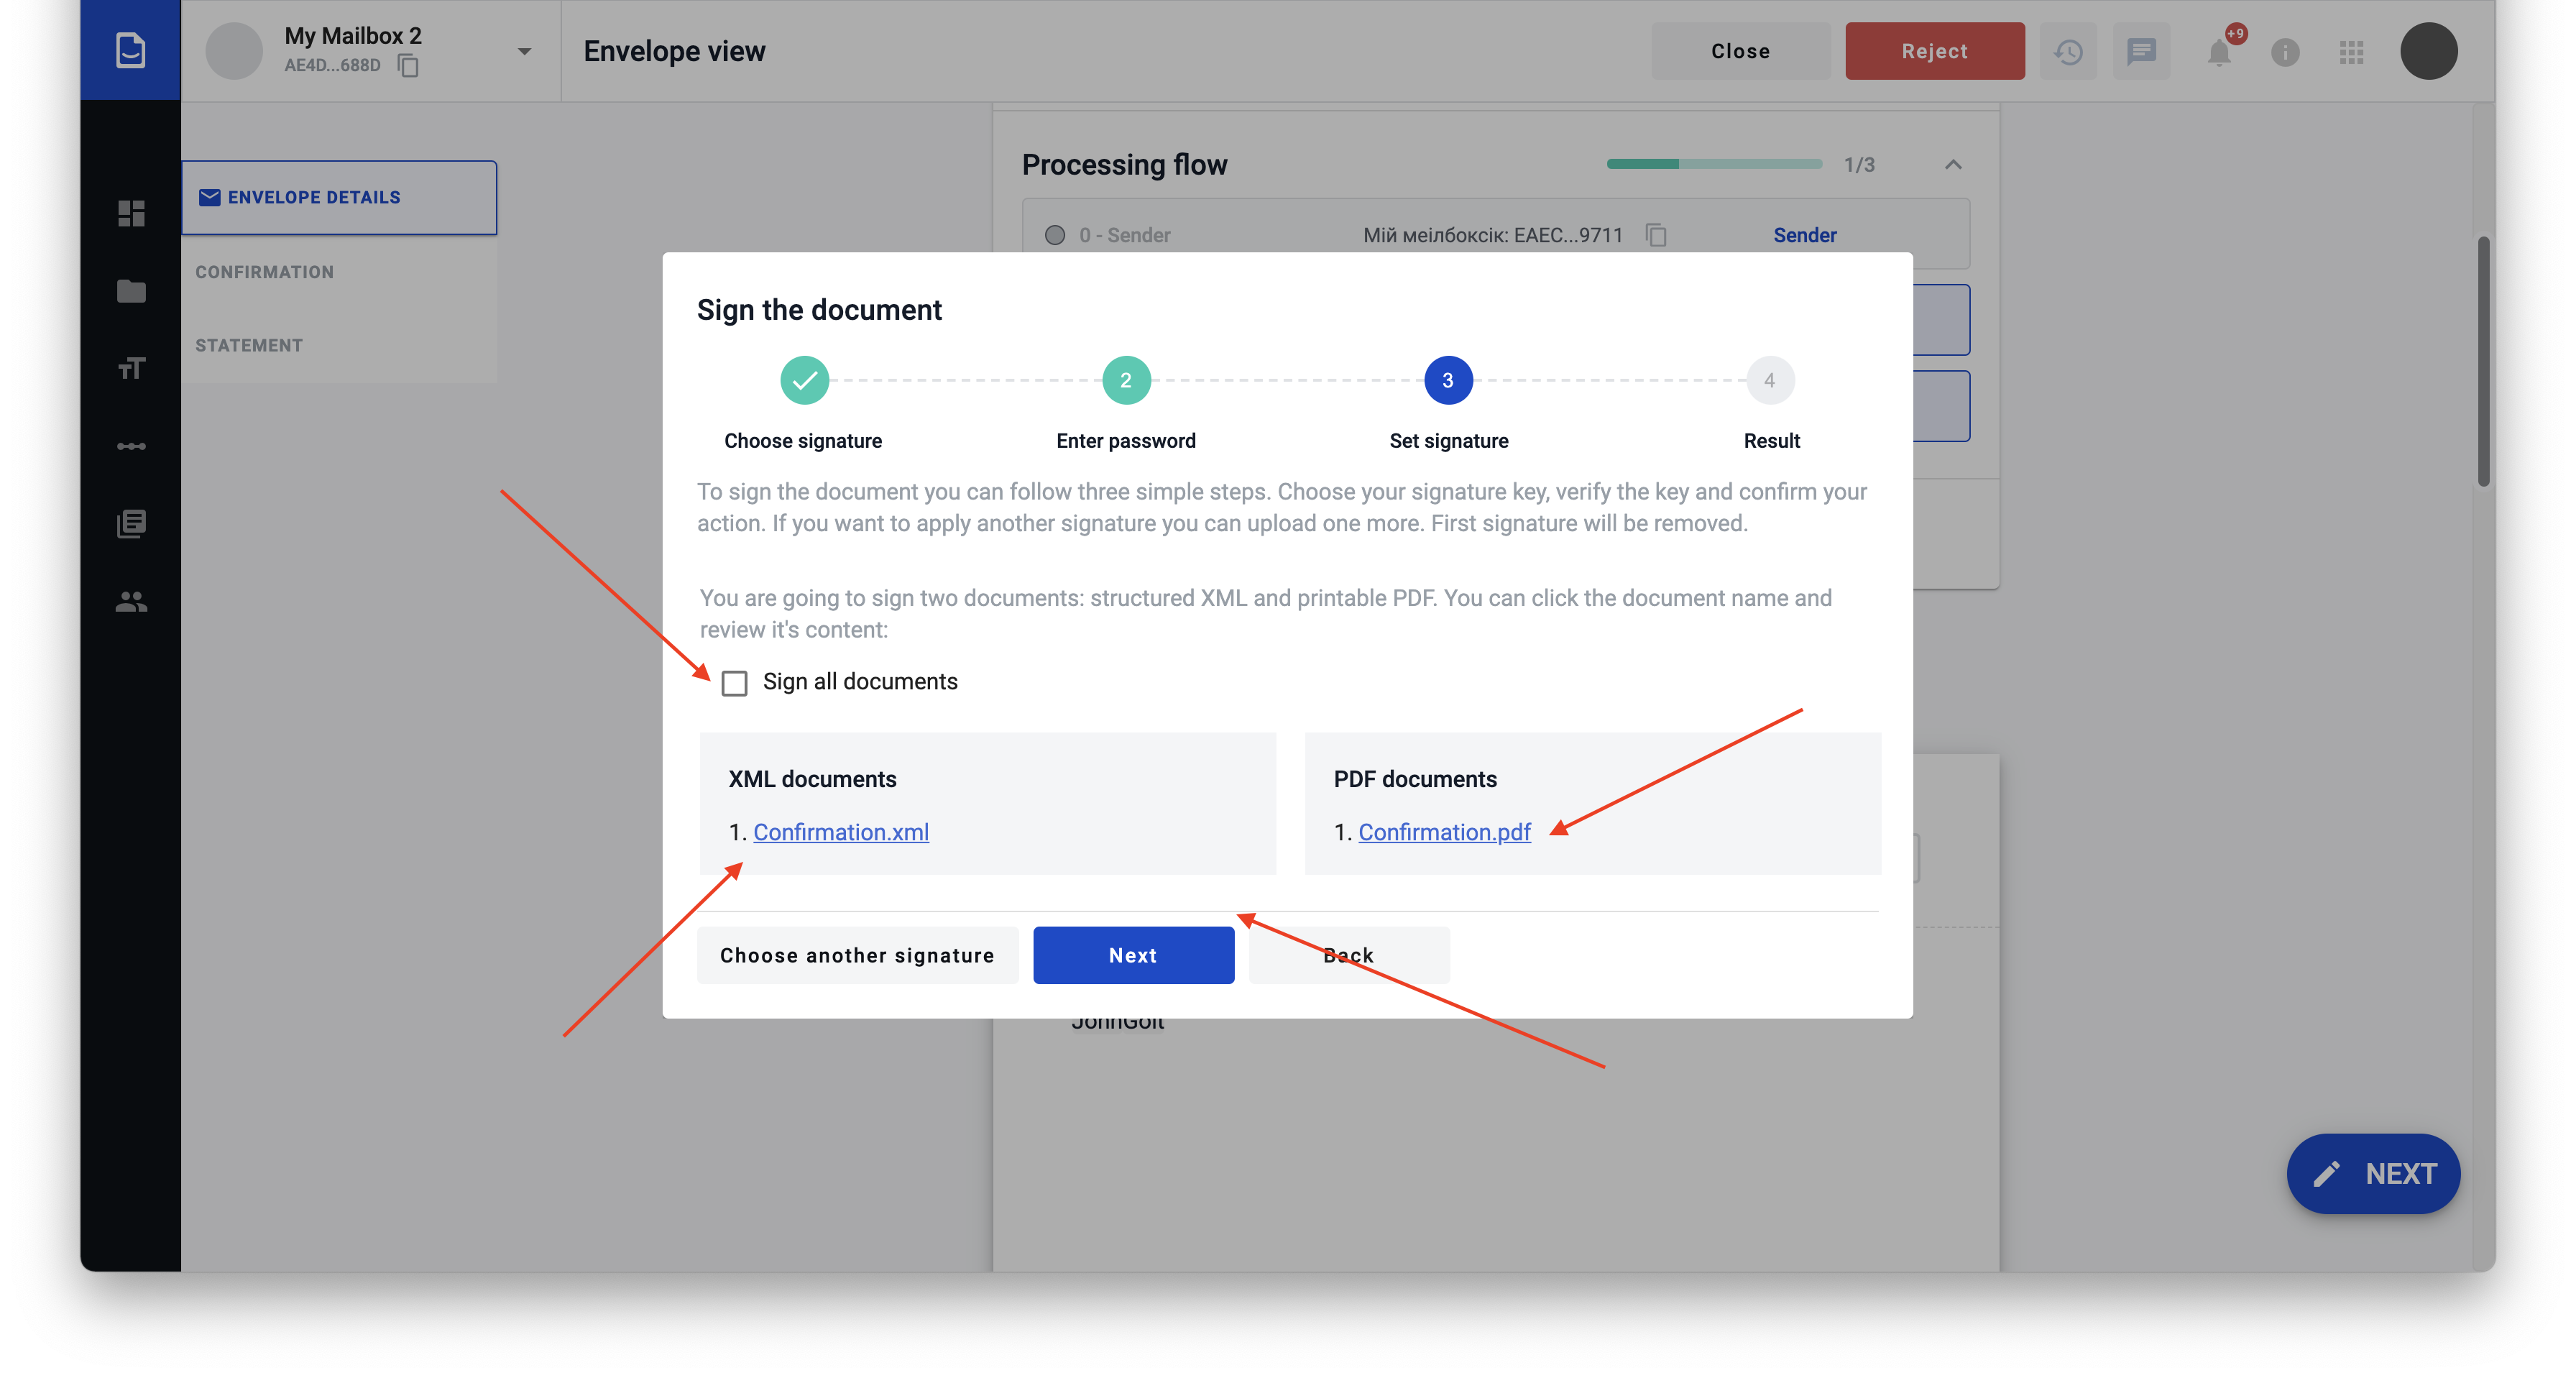 My Mailbox 2
AE4D...688D
Envelope view
Close
Reject
+9
ENVELOPE DETAILS
CONFIRMATION
STATEMENT
Processing flow
1/3
0 - Sender
Мій меілбоксік: EAEC...9711
Sender
Sign the document
2
3
4
Choose signature
Enter password
Set signature
Result
To sign the document you can follow three simple steps. Choose your signature key, verify the key and confirm your
action. If you want to apply another signature you can upload one more. First signature will be removed.
You are going to sign two documents: structured XML and printable PDF. You can click the document name and
review it's content:
Sign all documents
XML documents
1. Confirmation.xml
PDF documents
1. Confirmation.pdf
Choose another signature
Next
Back
JohnGolt
NEXT